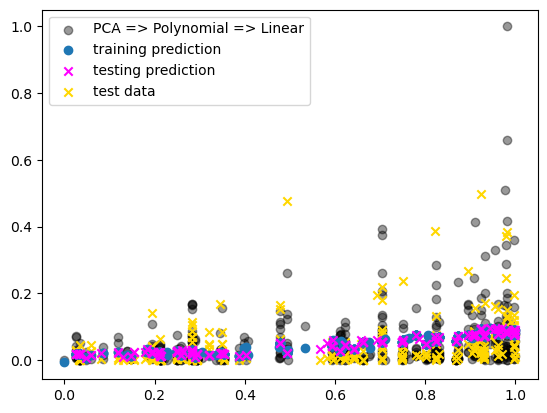 1.0
0.8
0.6
0.4
0.2
0.0
PCA => Polynomial => Linear
training prediction
testing prediction
test data
0.0 0.2 0.4 0.6 0.8 1.0